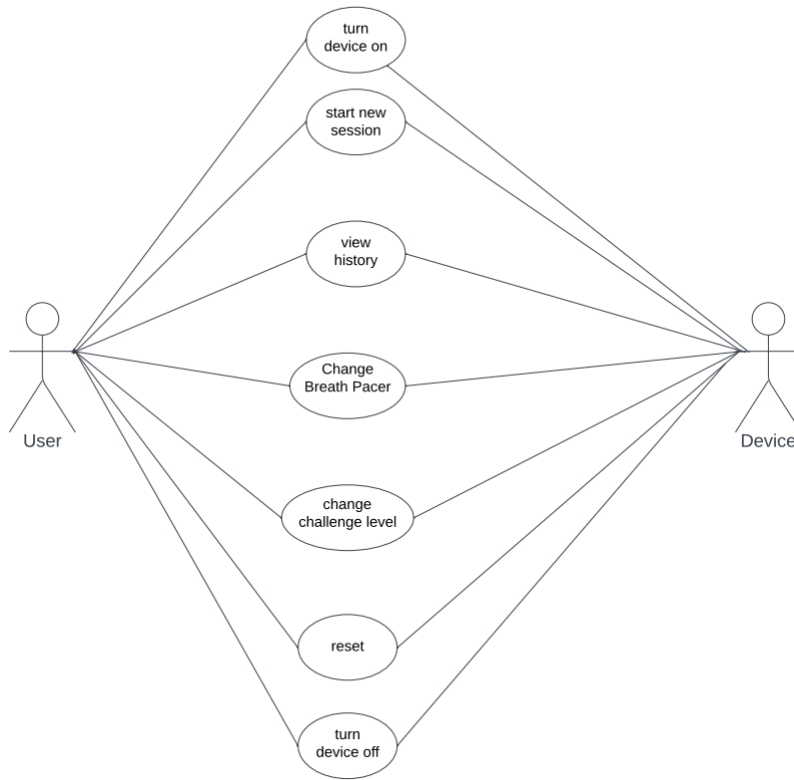 turn
device on
start new
session
view
history
Change
Breath Pacer
User
Device
change
challenge level
reset
turn
device off